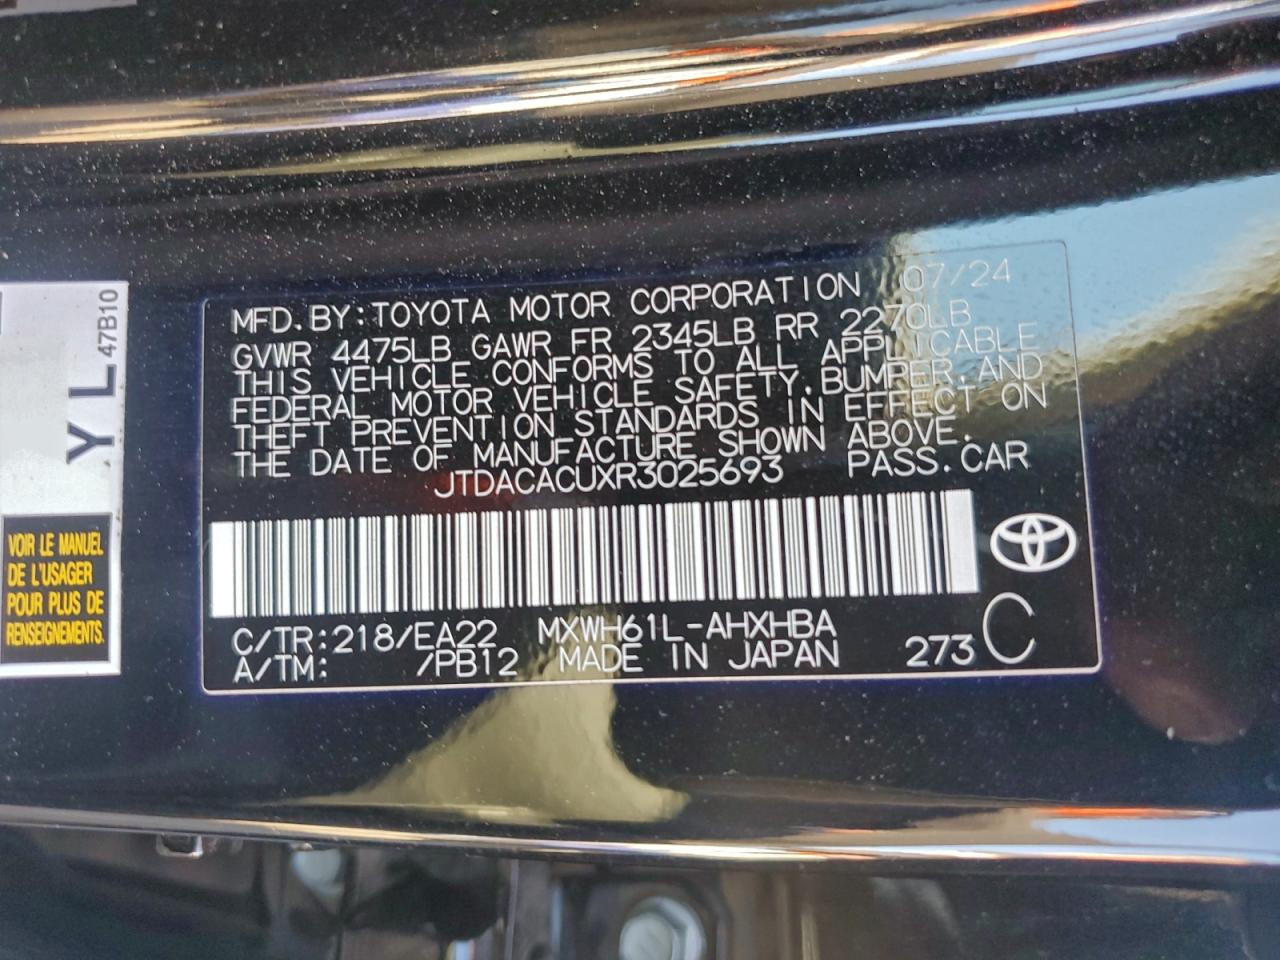 MFD.BY:TOYOTA MOTOR CORPORATION 07/24
GVWR 4475LB GAWR FR 2345LB RR 2270LB
THIS VEHICLE CONFORMS TO ALL APPLICABLE
FEDERAL MOTOR VEHICLE SAFETY,BUMPER,AND
THEFT PREVENTION STANDARDS IN EFFECT ON
THE DATE OF MANUFACTURE SHOWN ABOVE.
JTDACACUXR3025693 PASS.CAR
C/TR:218/EA22 MXWH61L-AHXHBA
A/TM: /PB12 MADE IN JAPAN 273 C
YL 47B10
VOIR LE MANUEL
DE L'USAGER
POUR PLUS DE
RENSEIGNEMENTS.